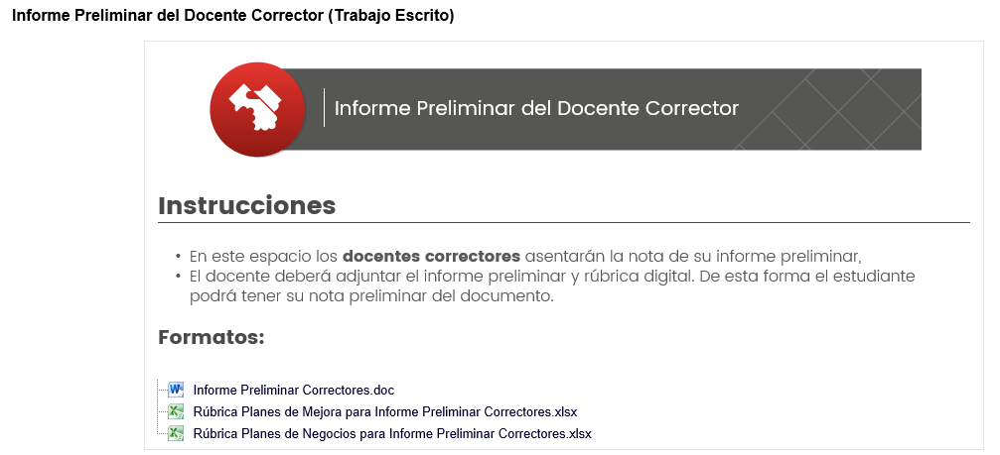 Informe Preliminar del Docente Corrector (Trabajo Escrito)
Informe Preliminar del Docente Corrector
Instrucciones
• En este espacio los docentes correctores asentarán la nota de su informe preliminar,
• El docente deberá adjuntar el informe preliminar y rúbrica digital. De esta forma el estudiante
podrá tener su nota preliminar del documento.
Formatos:
Informe Preliminar Correctores.doc
Rúbrica Planes de Mejora para Informe Preliminar Correctores.xlsx
Rúbrica Planes de Negocios para Informe Preliminar Correctores.xlsx